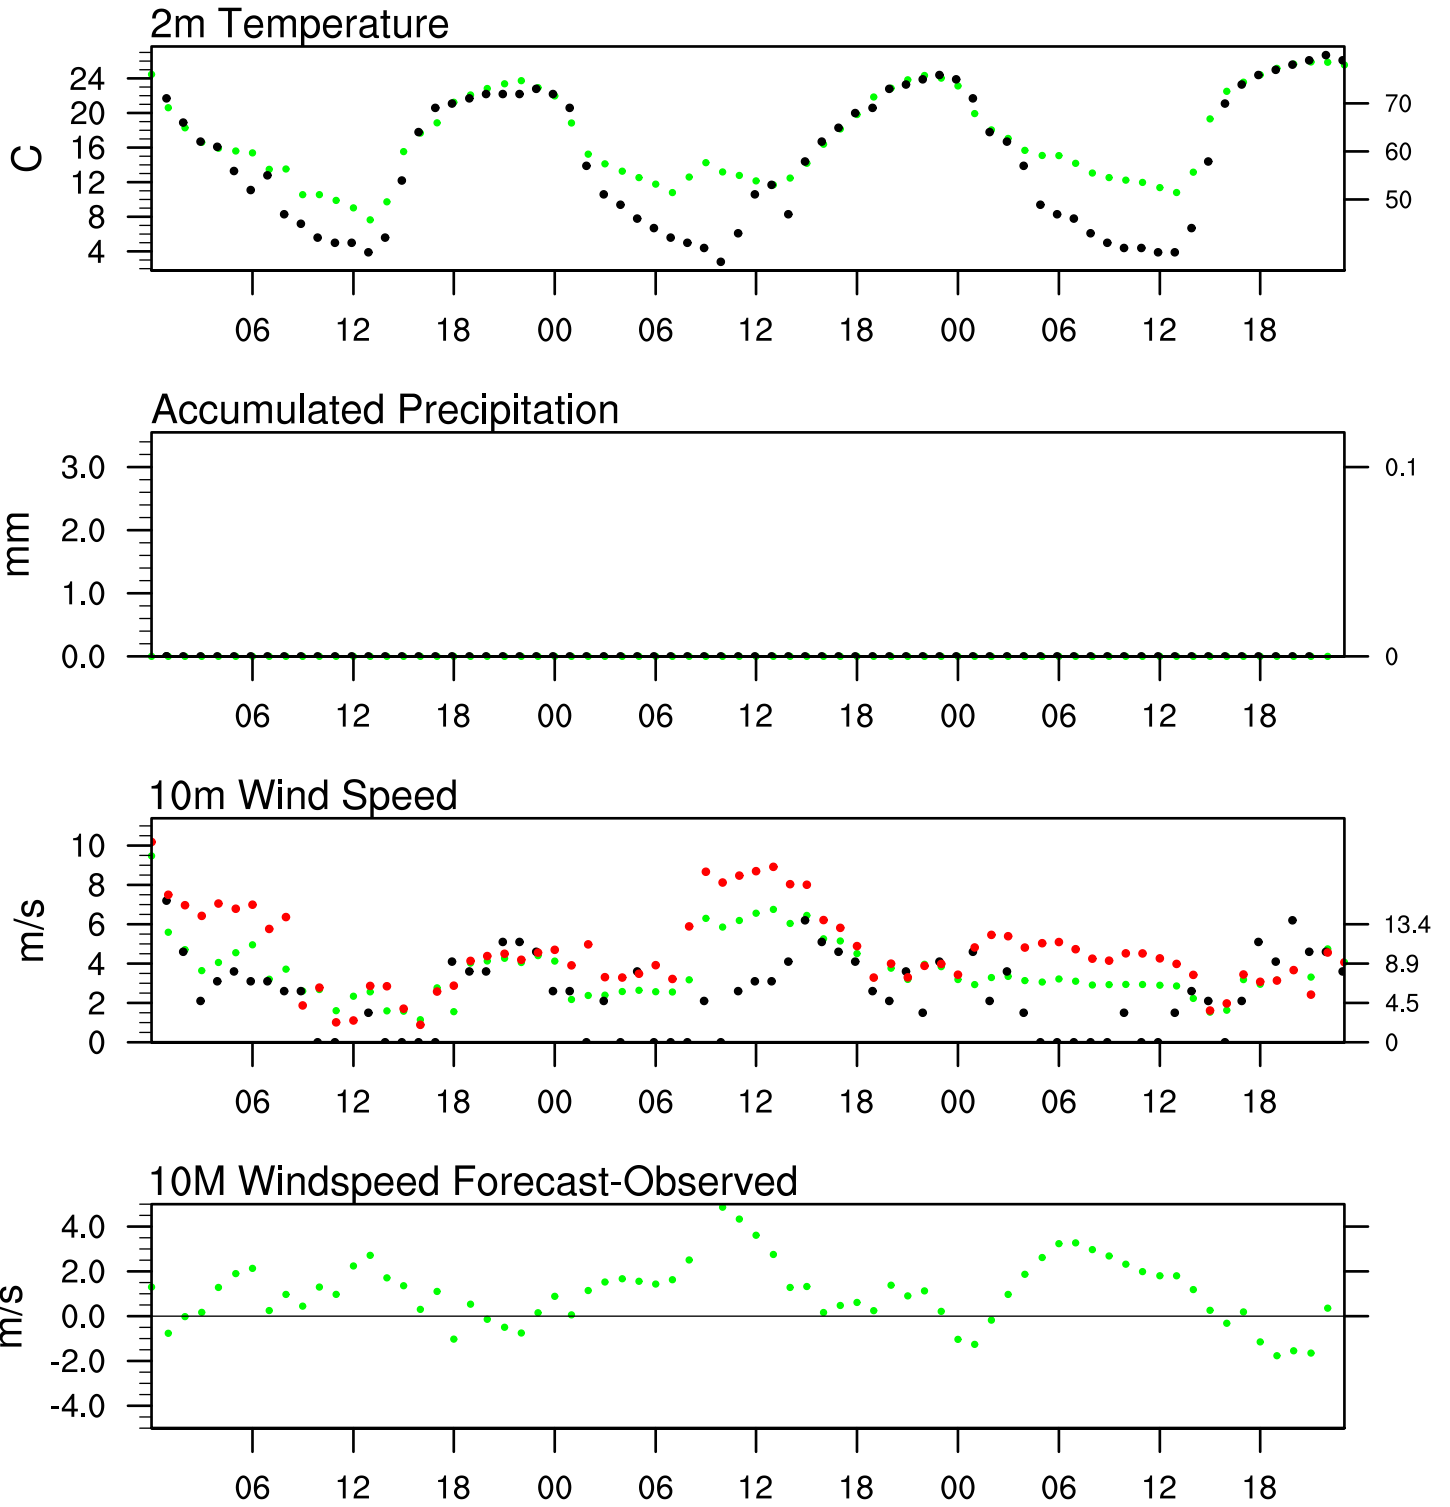 2m Temperature
24
20
16
12
8
4
C
70
60
50
06 12 18 00 06 12 18 00 06 12 18
Accumulated Precipitation
3.0
2.0
1.0
0.0
mm
0.1
0
06 12 18 00 06 12 18 00 06 12 18
10m Wind Speed
10
8
6
4
2
0
m/s
13.4
8.9
4.5
0
06 12 18 00 06 12 18 00 06 12 18
10M Windspeed Forecast-Observed
4.0
2.0
0.0
-2.0
-4.0
m/s
06 12 18 00 06 12 18 00 06 12 18